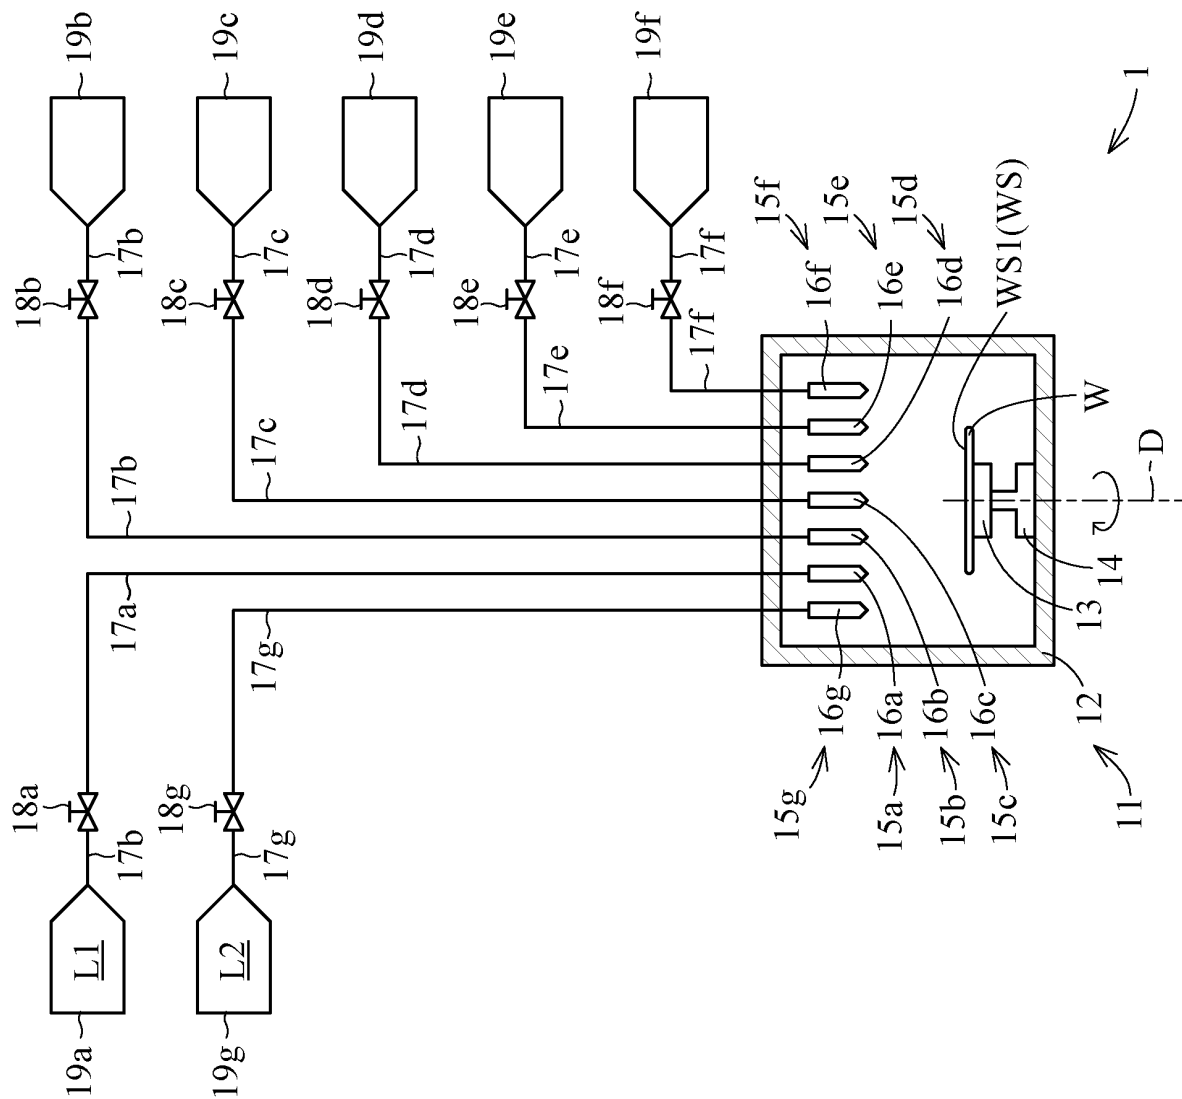 18a 18b
19a L1 19b
17b 17a 17b 17b
18g 18c
19g L2 19c
17g 17g 17c 17c
18d
19d
17d 17d
18e
19e
17e 17e
18f
19f
17f 17f
15g 15f
16g 16f 15e
15a 16a 16e 15d
15b 16b 16d
15c 16c WS1(WS)
12 13 W
14
11 1
D